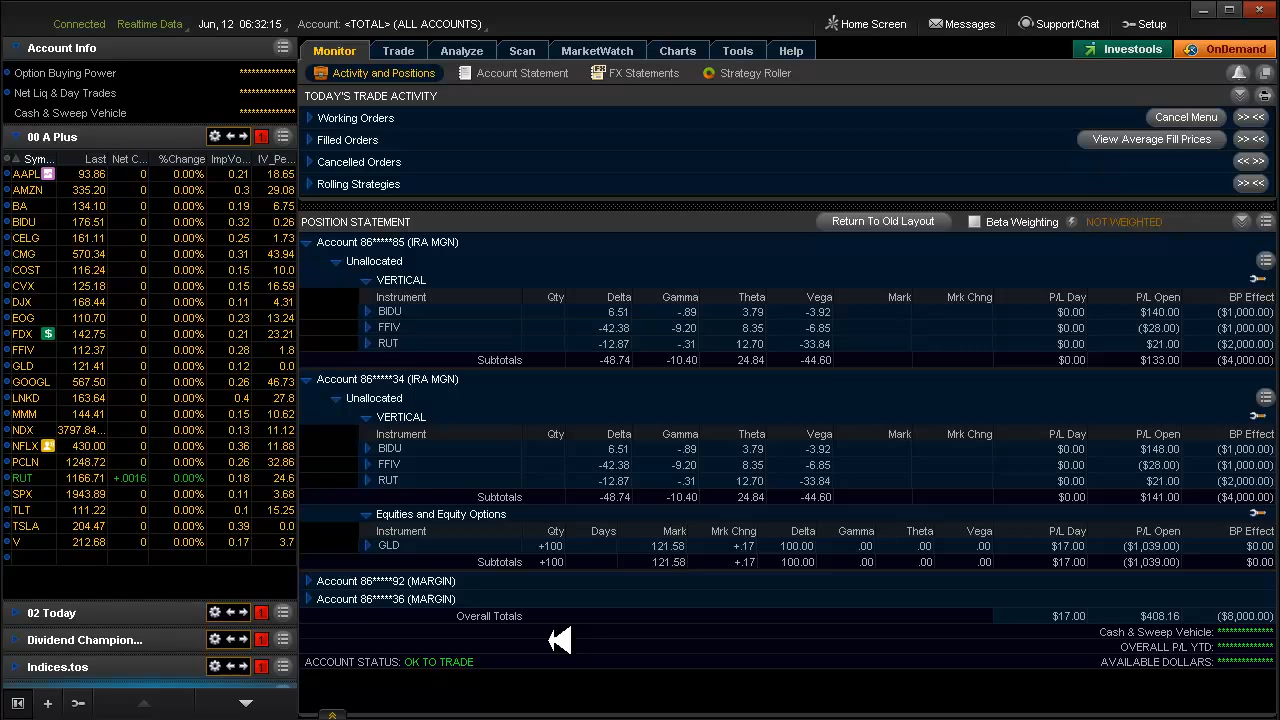 Connected Realtime Data Jun, 12 06:32:15 Account: <TOTAL> (ALL ACCOUNTS) Home Screen Messages Support/Chat Setup
Account Info
Option Buying Power **************
Net Liq & Day Trades **************
Cash & Sweep Vehicle **************
00 A Plus 1
Sym... Last Net C... %Change ImpVo... IV_Pe...
AAPL 93.86 0 0.00% 0.21 18.65
AMZN 335.20 0 0.00% 0.3 29.08
BA 134.10 0 0.00% 0.19 6.75
BIDU 176.51 0 0.00% 0.32 0.26
CELG 161.11 0 0.00% 0.25 1.73
CMG 570.34 0 0.00% 0.31 43.94
COST 116.24 0 0.00% 0.15 10.0
CVX 125.18 0 0.00% 0.15 16.59
DJX 168.44 0 0.00% 0.11 4.31
EOG 110.70 0 0.00% 0.23 13.24
FDX $ 142.75 0 0.00% 0.21 23.21
FFIV 112.37 0 0.00% 0.28 1.8
GLD 121.41 0 0.00% 0.12 0.0
GOOGL 567.50 0 0.00% 0.26 46.73
LNKD 163.64 0 0.00% 0.4 27.8
MMM 144.41 0 0.00% 0.15 10.62
NDX 3797.84... 0 0.00% 0.13 11.12
NFLX 430.00 0 0.00% 0.36 11.88
PCLN 1248.72 0 0.00% 0.26 32.86
RUT 1166.71 +.0016 0.00% 0.18 24.6
SPX 1943.89 0 0.00% 0.11 3.68
TLT 111.22 0 0.00% 0.1 15.25
TSLA 204.47 0 0.00% 0.39 0.0
V 212.68 0 0.00% 0.17 3.7
02 Today 1
Dividend Champion... 1
Indices.tos 1
Monitor Trade Analyze Scan MarketWatch Charts Tools Help Investools OnDemand
Activity and Positions Account Statement FX Statements Strategy Roller
TODAY'S TRADE ACTIVITY
Working Orders Cancel Menu >> <<
Filled Orders View Average Fill Prices >> <<
Cancelled Orders << >>
Rolling Strategies >> <<
POSITION STATEMENT Return To Old Layout Beta Weighting NOT WEIGHTED
Account 86*****85 (IRA MGN)
Unallocated
VERTICAL
Instrument Qty Delta Gamma Theta Vega Mark Mrk Chng P/L Day P/L Open BP Effect
BIDU 6.51 -.89 3.79 -3.92 $0.00 $140.00 ($1,000.00)
FFIV -42.38 -9.20 8.35 -6.85 $0.00 ($28.00) ($1,000.00)
RUT -12.87 -.31 12.70 -33.84 $0.00 $21.00 ($2,000.00)
Subtotals -48.74 -10.40 24.84 -44.60 $0.00 $133.00 ($4,000.00)
Account 86*****34 (IRA MGN)
Unallocated
VERTICAL
Instrument Qty Delta Gamma Theta Vega Mark Mrk Chng P/L Day P/L Open BP Effect
BIDU 6.51 -.89 3.79 -3.92 $0.00 $148.00 ($1,000.00)
FFIV -42.38 -9.20 8.35 -6.85 $0.00 ($28.00) ($1,000.00)
RUT -12.87 -.31 12.70 -33.84 $0.00 $21.00 ($2,000.00)
Subtotals -48.74 -10.40 24.84 -44.60 $0.00 $141.00 ($4,000.00)
Equities and Equity Options
Instrument Qty Days Mark Mrk Chng Delta Gamma Theta Vega P/L Day P/L Open BP Effect
GLD +100 121.58 +.17 100.00 .00 .00 .00 $17.00 ($1,039.00) $0.00
Subtotals +100 121.58 +.17 100.00 .00 .00 .00 $17.00 ($1,039.00) $0.00
Account 86*****92 (MARGIN)
Account 86*****36 (MARGIN)
Overall Totals $17.00 $408.16 ($8,000.00)
Cash & Sweep Vehicle: **************
OVERALL P/L YTD: **************
ACCOUNT STATUS: OK TO TRADE AVAILABLE DOLLARS: **************